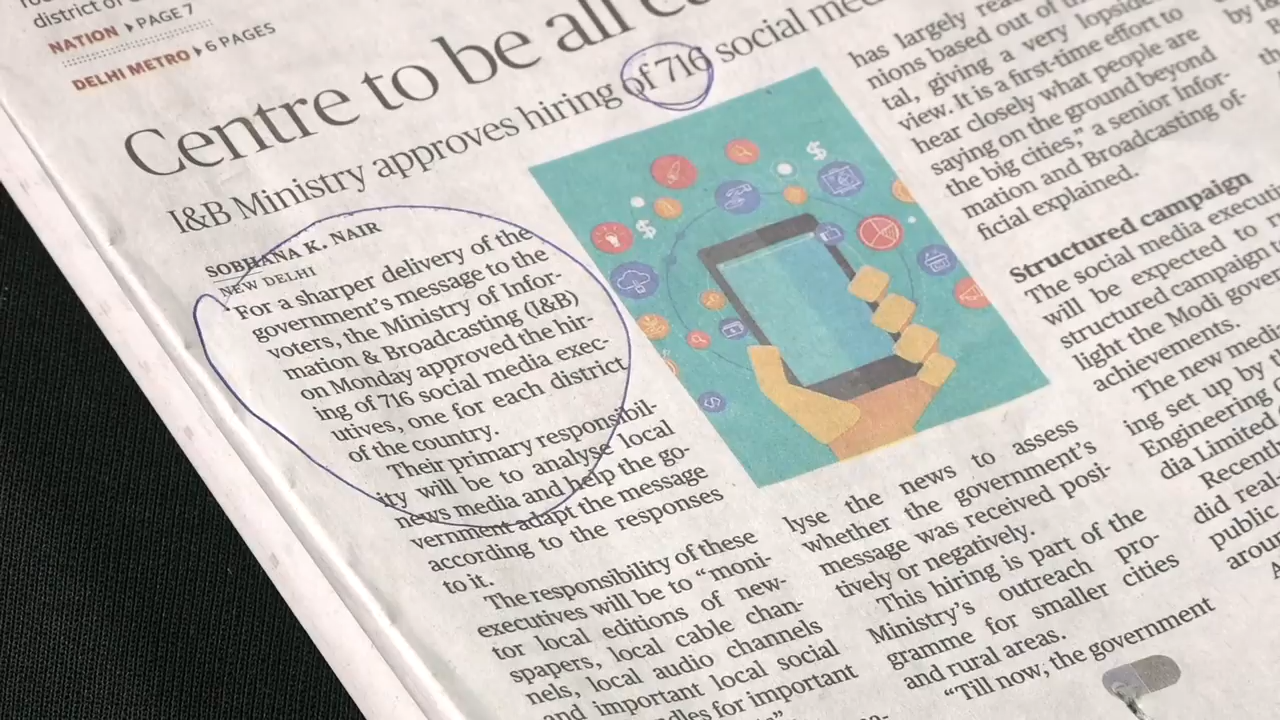 district of
NATION ▸ PAGE 7
DELHI METRO ▸ 6 PAGES
Centre to be all
I&B Ministry approves hiring of 716 social
SOBHANA K. NAIR
NEW DELHI
For a sharper delivery of the
government's message to the
voters, the Ministry of Infor-
mation & Broadcasting (I&B)
on Monday approved the hir-
ing of 716 social media exec-
utives, one for each district
of the country.
Their primary responsibil-
ity will be to analyse local
news media and help the go-
vernment adapt the message
according to the responses
to it.
The responsibility of these
executives will be to "moni-
tor local editions of new-
spapers, local cable chan-
nels, local audio channels
and important local social
for important
lyse the news to assess
whether the government's
message was received posi-
tively or negatively.
This hiring is part of the
Ministry's outreach pro-
gramme for smaller cities
and rural areas.
"Till now, the government
has largely
nions based out of
tal, giving a very lopsided
view. It is a first-time effort to
hear closely what people are
saying on the ground beyond
the big cities," a senior Infor-
mation and Broadcasting of-
ficial explained.
Structured campaign
The social media
will be expected to
structured campaign
light the Modi
achievements.
The new
ing set up by
Engineering
dia Limited
did
public